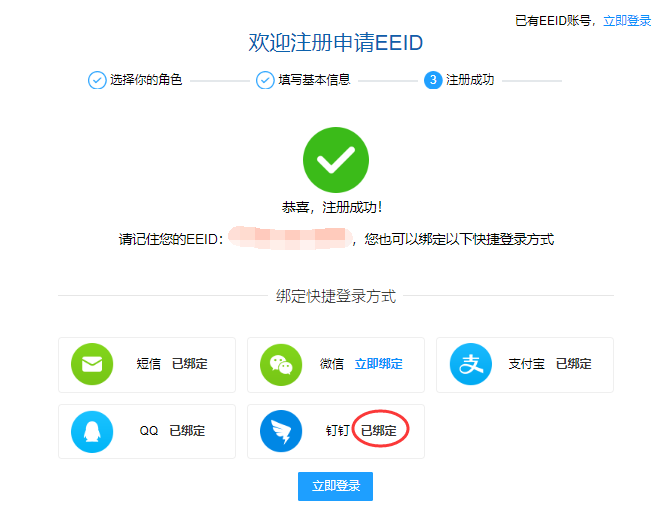 已有EEID账号，立即登录
欢迎注册申请EEID
选择你的角色 填写基本信息 3 注册成功
恭喜，注册成功！
请记住您的EEID： ，您也可以绑定以下快捷登录方式
绑定快捷登录方式
短信 已绑定 微信 立即绑定 支付宝 已绑定
QQ 已绑定 钉钉 已绑定
立即登录